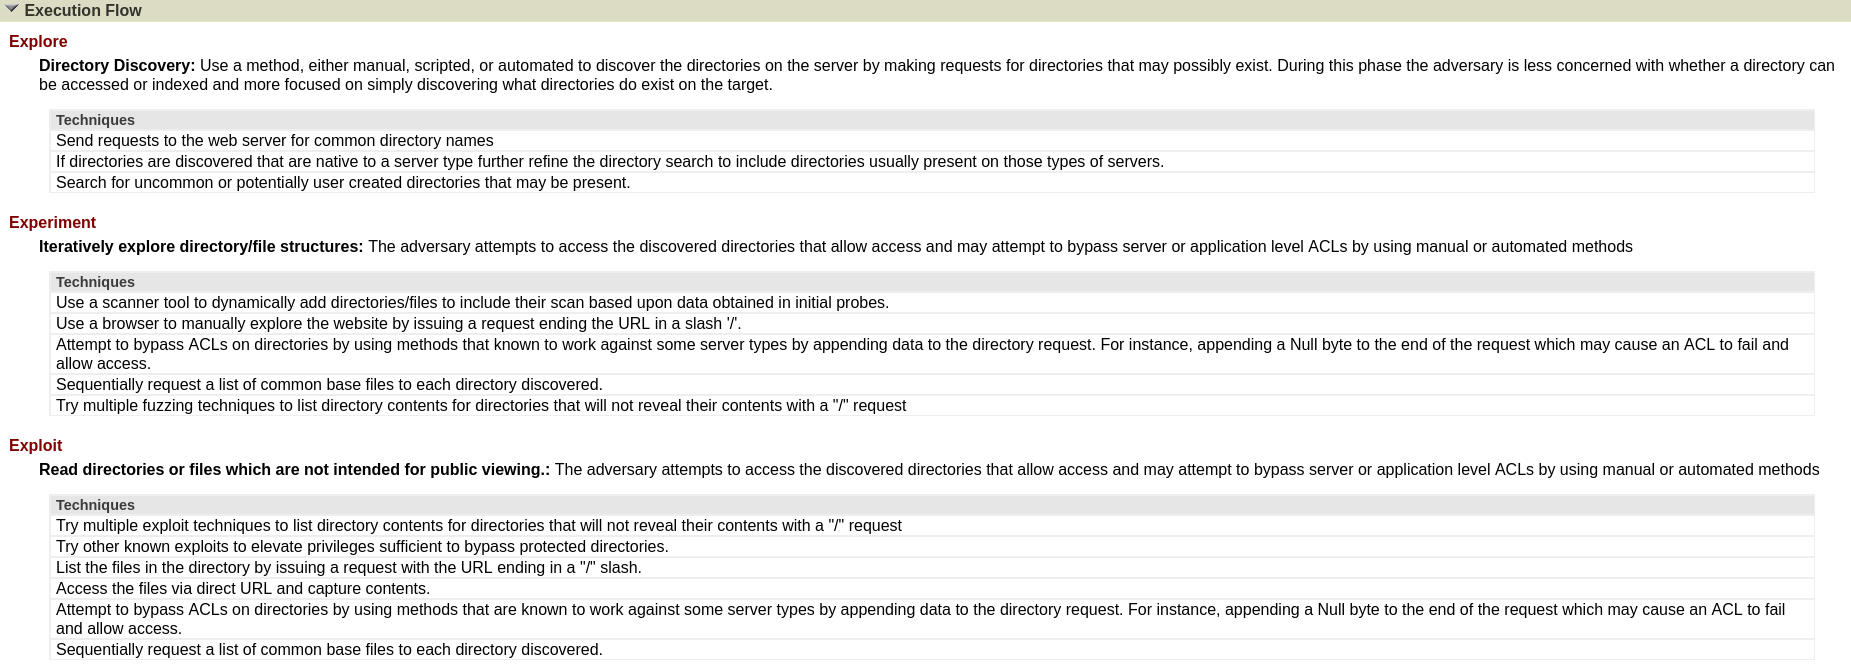 Execution Flow
Explore
Directory Discovery: Use a method, either manual, scripted, or automated to discover the directories on the server by making requests for directories that may possibly exist. During this phase the adversary is less concerned with whether a directory can
be accessed or indexed and more focused on simply discovering what directories do exist on the target.
Techniques
Send requests to the web server for common directory names
If directories are discovered that are native to a server type further refine the directory search to include directories usually present on those types of servers.
Search for uncommon or potentially user created directories that may be present.
Experiment
Iteratively explore directory/file structures: The adversary attempts to access the discovered directories that allow access and may attempt to bypass server or application level ACLs by using manual or automated methods
Techniques
Use a scanner tool to dynamically add directories/files to include their scan based upon data obtained in initial probes.
Use a browser to manually explore the website by issuing a request ending the URL in a slash '/'.
Attempt to bypass ACLs on directories by using methods that known to work against some server types by appending data to the directory request. For instance, appending a Null byte to the end of the request which may cause an ACL to fail and
allow access.
Sequentially request a list of common base files to each directory discovered.
Try multiple fuzzing techniques to list directory contents for directories that will not reveal their contents with a "/" request
Exploit
Read directories or files which are not intended for public viewing.: The adversary attempts to access the discovered directories that allow access and may attempt to bypass server or application level ACLs by using manual or automated methods
Techniques
Try multiple exploit techniques to list directory contents for directories that will not reveal their contents with a "/" request
Try other known exploits to elevate privileges sufficient to bypass protected directories.
List the files in the directory by issuing a request with the URL ending in a "/" slash.
Access the files via direct URL and capture contents.
Attempt to bypass ACLs on directories by using methods that are known to work against some server types by appending data to the directory request. For instance, appending a Null byte to the end of the request which may cause an ACL to fail
and allow access.
Sequentially request a list of common base files to each directory discovered.